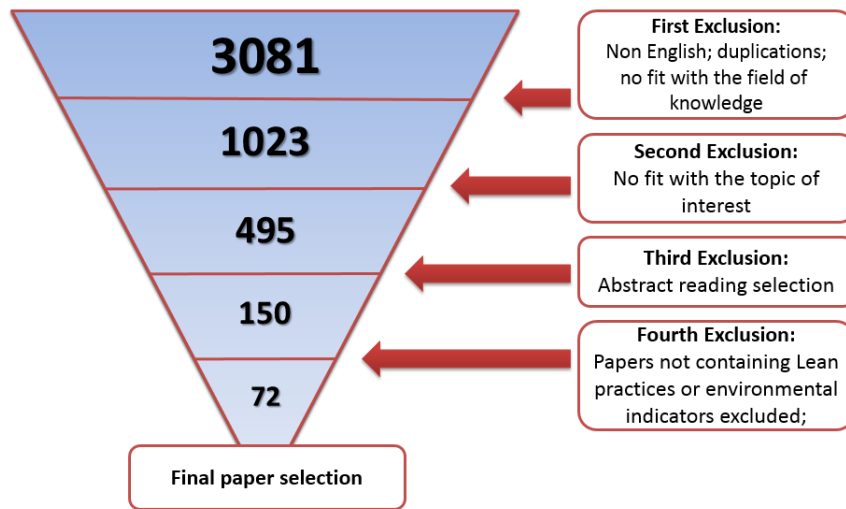 3081
First Exclusion:
Non English; duplications;
no fit with the field of
knowledge
1023
Second Exclusion:
No fit with the topic of
interest
495
Third Exclusion:
Abstract reading selection
150
Fourth Exclusion:
Papers not containing Lean
practices or environmental
indicators excluded;
72
Final paper selection